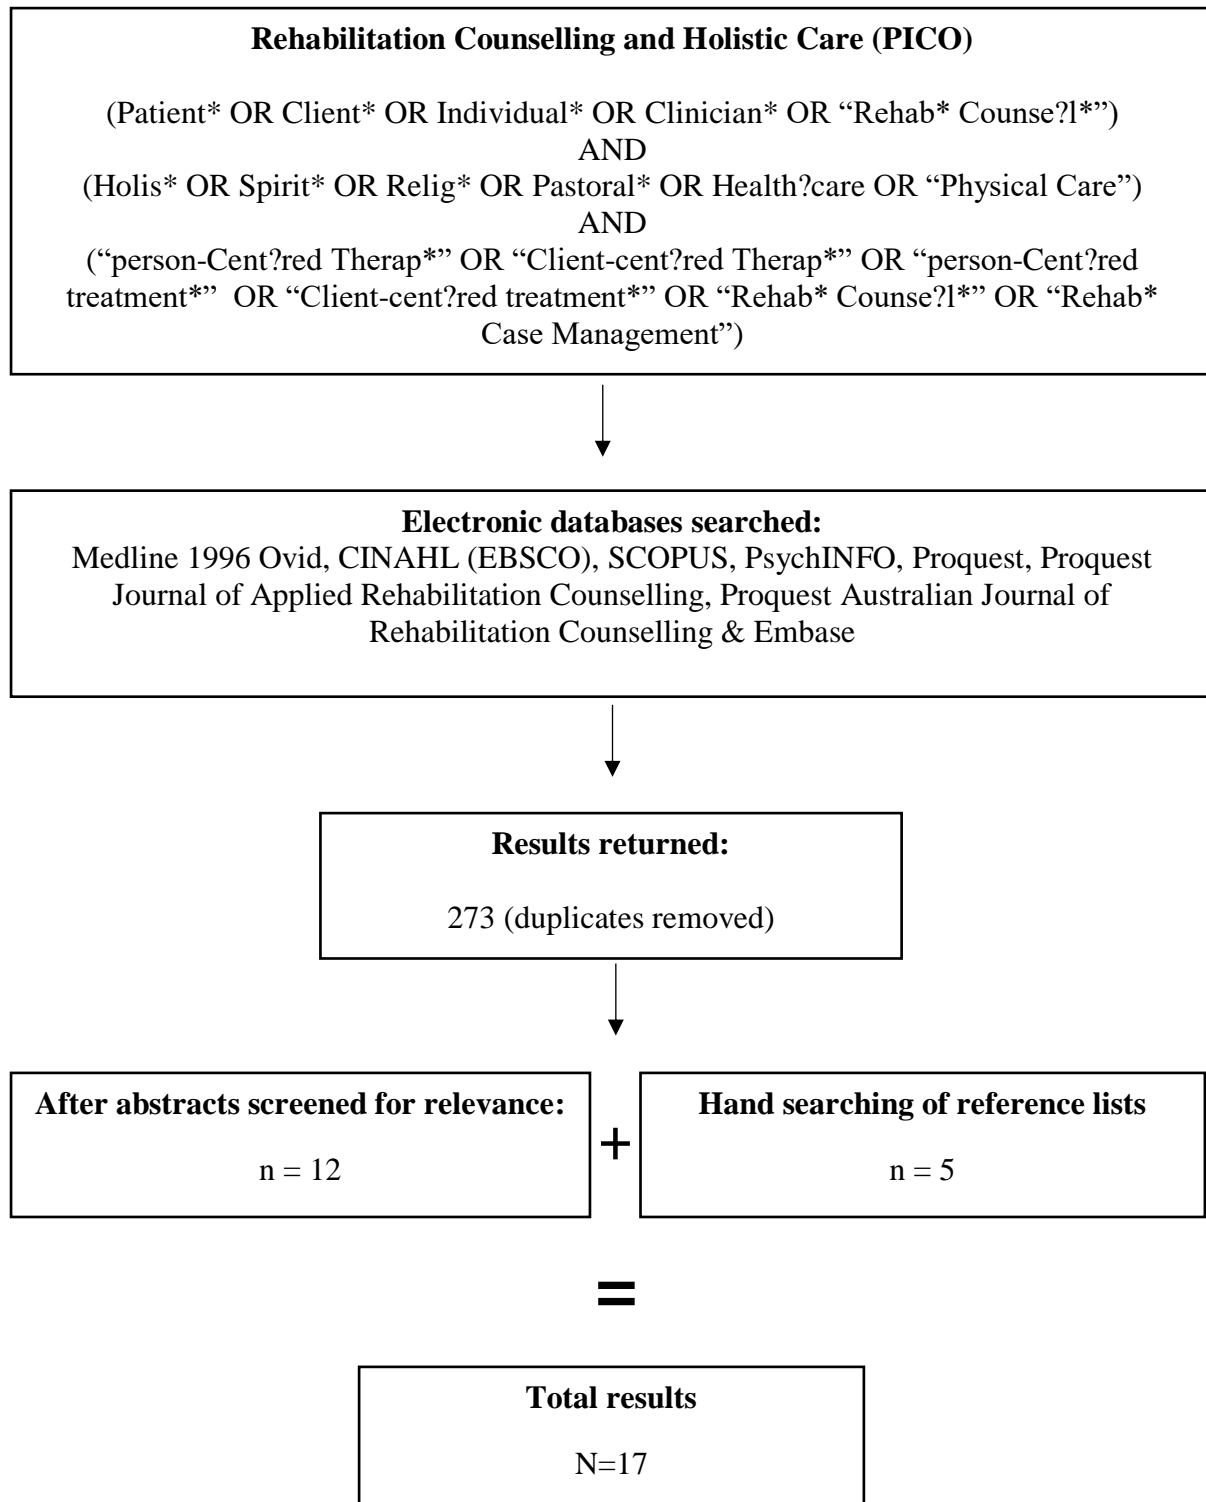 Rehabilitation Counselling and Holistic Care (PICO)
(Patient* OR Client* OR Individual* OR Clinician* OR “Rehab* Counse?l*”)
AND
(Holis* OR Spirit* OR Relig* OR Pastoral* OR Health?care OR “Physical Care”)
AND
(“person-Cent?red Therap*” OR “Client-cent?red Therap*” OR “person-Cent?red
treatment*”  OR “Client-cent?red treatment*” OR “Rehab* Counse?l*” OR “Rehab*
Case Management”)
Electronic databases searched:
Medline 1996 Ovid, CINAHL (EBSCO), SCOPUS, PsychINFO, Proquest, Proquest
Journal of Applied Rehabilitation Counselling, Proquest Australian Journal of
Rehabilitation Counselling & Embase
Results returned:
273 (duplicates removed)
After abstracts screened for relevance:
n = 12
+
Hand searching of reference lists
n = 5
=
Total results
N=17